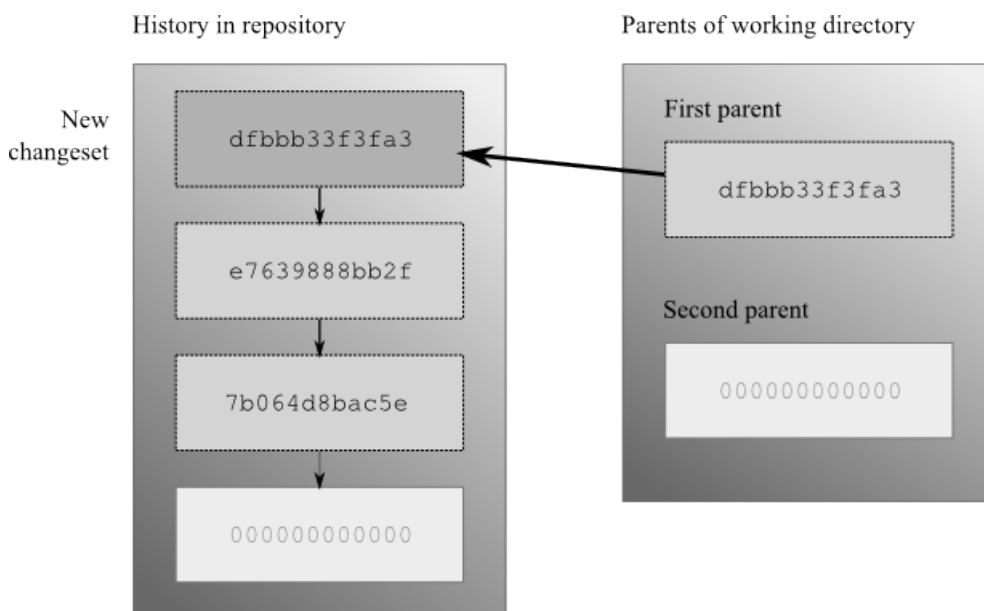 History in repository
Parents of working directory
New
changeset
dfbbb33f3fa3
First parent
dfbbb33f3fa3
e7639888bb2f
Second parent
7b064d8bac5e
000000000000
000000000000